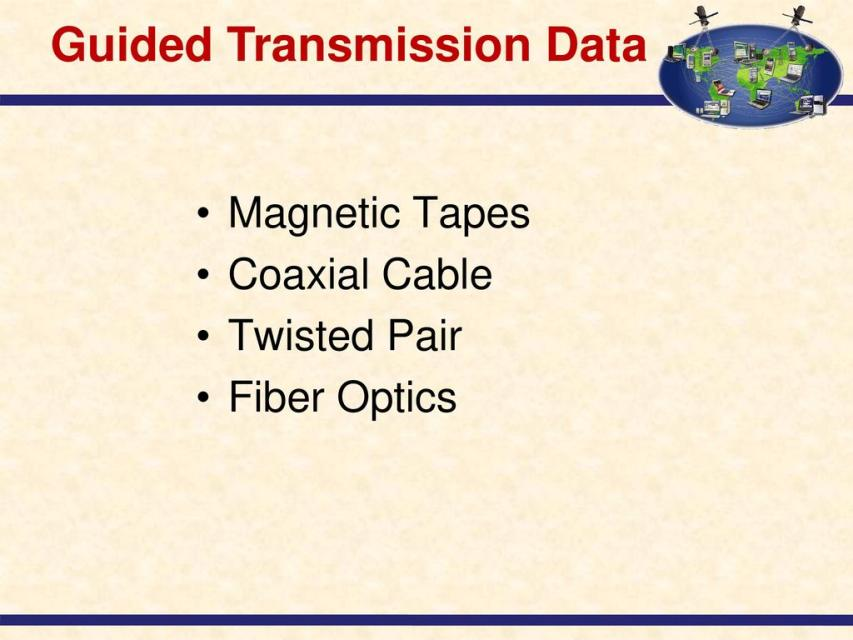 Guided Transmission Data
• Magnetic Tapes
• Coaxial Cable
• Twisted Pair
• Fiber Optics